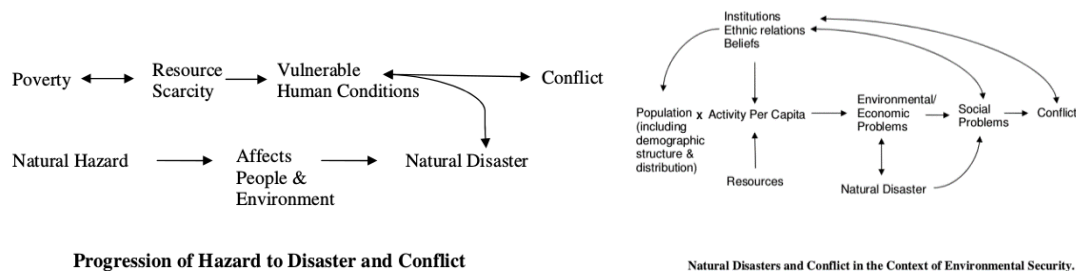 Poverty
Resource
Scarcity
Vulnerable
Human Conditions
Conflict
Natural Hazard
Affects
People &
Environment
Natural Disaster
Progression of Hazard to Disaster and Conflict
Institutions
Ethnic relations
Beliefs
Population x Activity Per Capita
(including
demographic
structure &
distribution)
Environmental/
Economic
Problems
Social
Problems
Conflict
Resources
Natural Disaster
Natural Disasters and Conflict in the Context of Environmental Security.